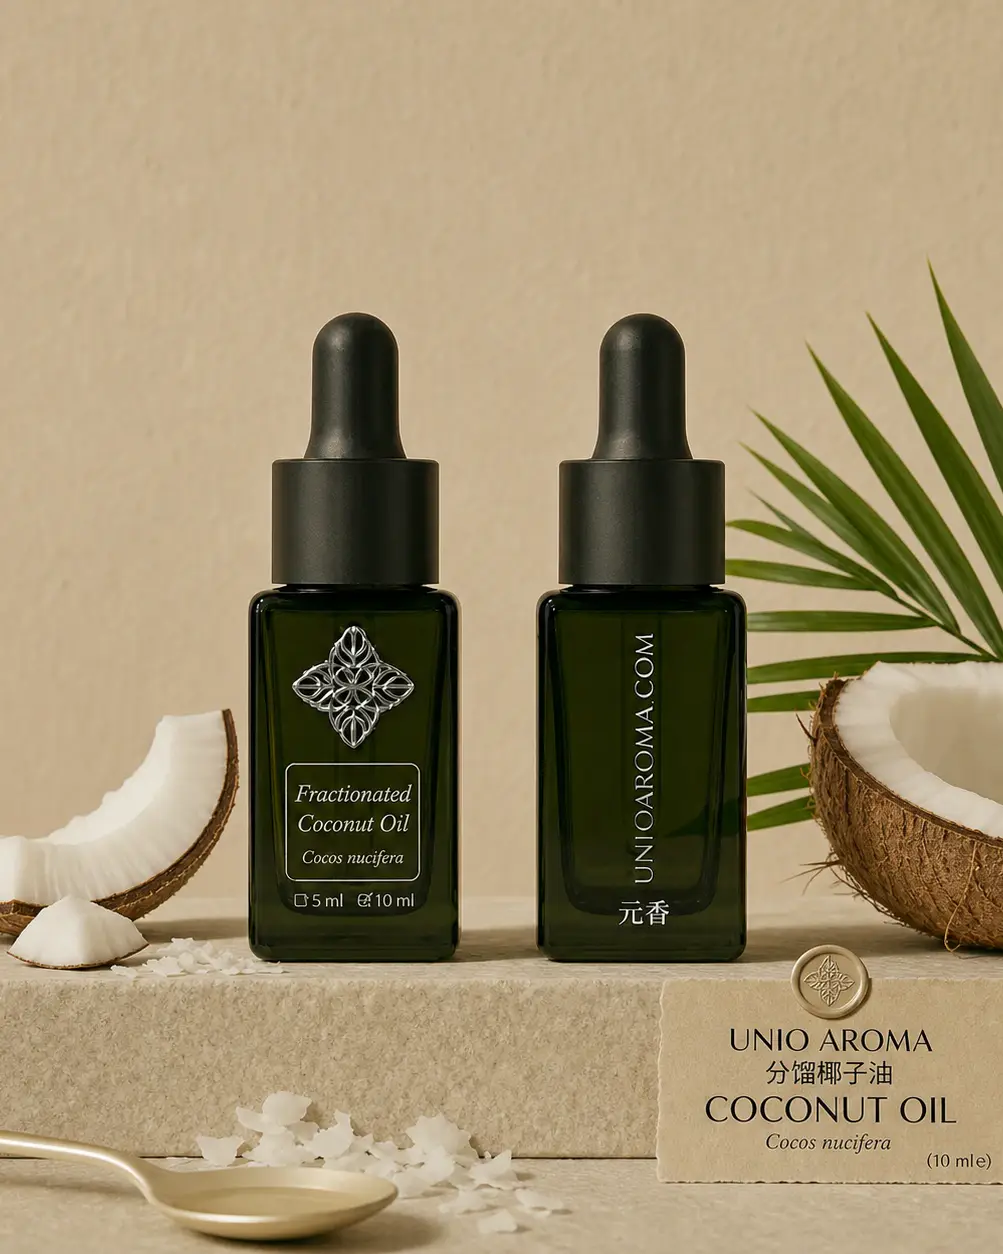 Fractionated
Coconut Oil
Cocos nucifera
5 ml 10 ml
UNIOAROMA.COM
元香
UNIO AROMA
分馏椰子油
COCONUT OIL
Cocos nucifera
(10 mle)